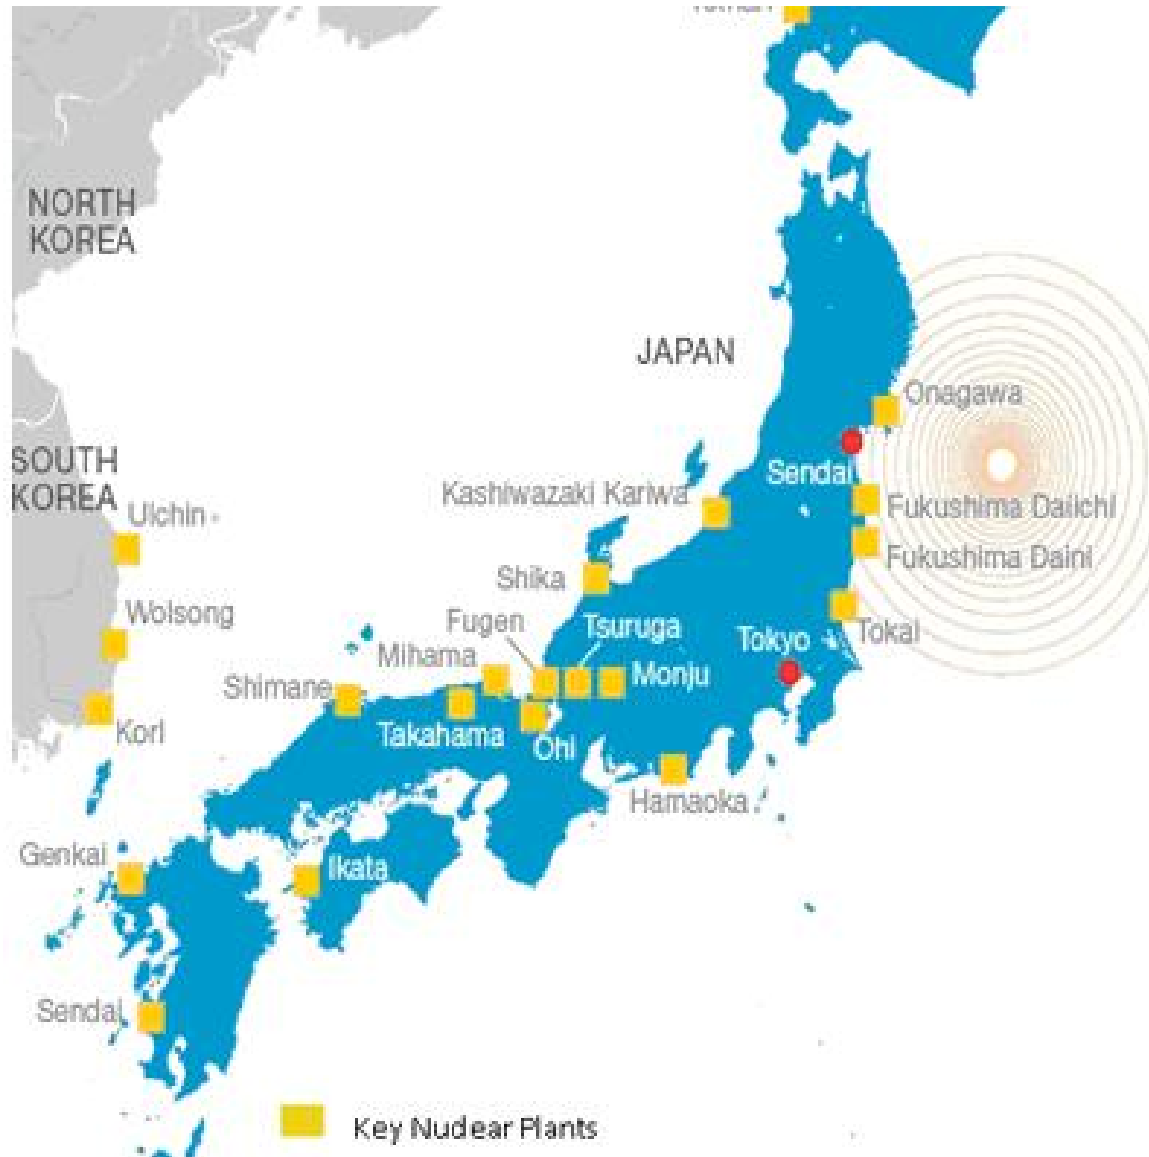 NORTH
KOREA
JAPAN
Onagawa
SOUTH
KOREA
Sendai
Kashiwazaki Kariwa
Ulchin
Fukushima Daiichi
Fukushima Daini
Shika
Wolsong
Fugen
Tsuruga
Tokai
Tokyo
Mihama
Monju
Shimane
Kori
Takahama
Ohi
Hamaoka
Genkai
Ikata
Sendai
Key Nudear Plants